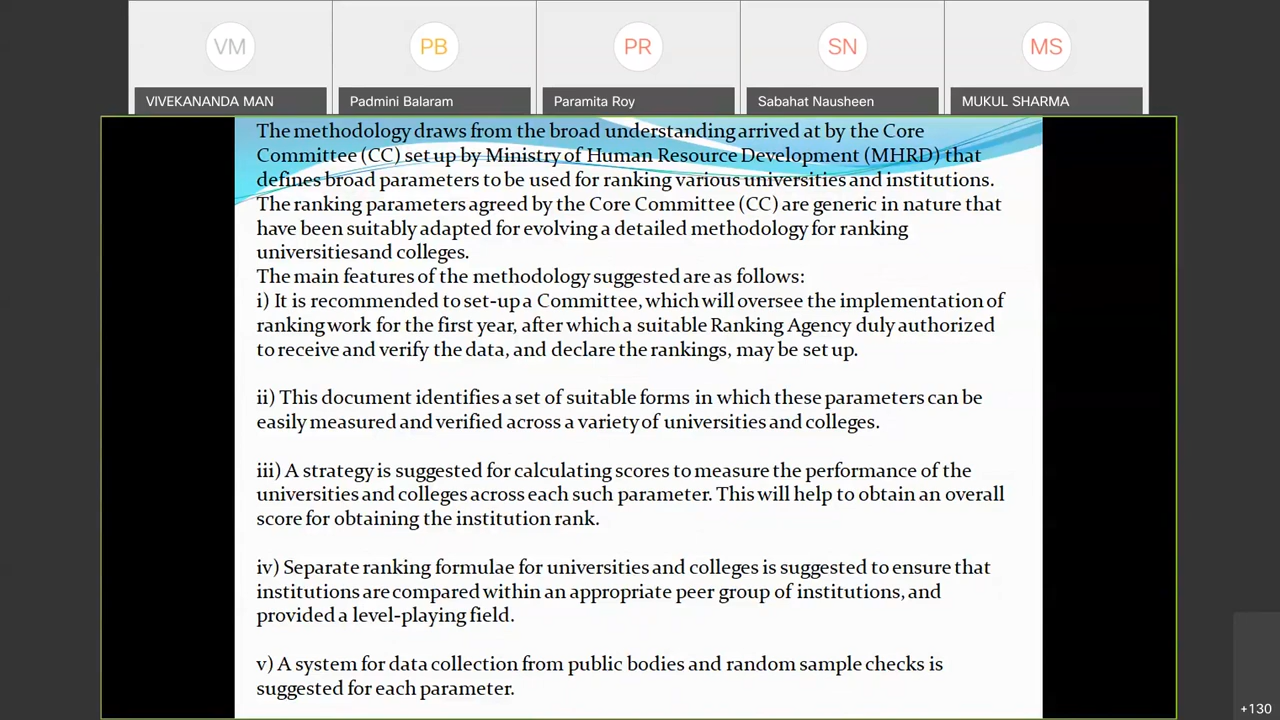 VM
PB
PR
SN
MS
VIVEKANANDA MAN
Padmini Balaram
Paramita Roy
Sabahat Nausheen
MUKUL SHARMA
The methodology draws from the broad understanding arrived at by the Core
Committee (CC) set up by Ministry of Human Resource Development (MHRD) that
defines broad parameters to be used for ranking various universities and institutions.
The ranking parameters agreed by the Core Committee (CC) are generic in nature that
have been suitably adapted for evolving a detailed methodology for ranking
universitiesand colleges.
The main features of the methodology suggested are as follows:
i) It is recommended to set-up a Committee, which will oversee the implementation of
ranking work for the first year, after which a suitable Ranking Agency duly authorized
to receive and verify the data, and declare the rankings, may be set up.
ii) This document identifies a set of suitable forms in which these parameters can be
easily measured and verified across a variety of universities and colleges.
iii) A strategy is suggested for calculating scores to measure the performance of the
universities and colleges across each such parameter. This will help to obtain an overall
score for obtaining the institution rank.
iv) Separate ranking formulae for universities and colleges is suggested to ensure that
institutions are compared within an appropriate peer group of institutions, and
provided a level-playing field.
v) A system for data collection from public bodies and random sample checks is
suggested for each parameter.
+130